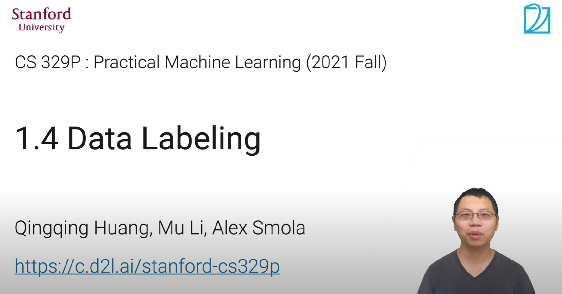 Stanford
University
CS 329P : Practical Machine Learning (2021 Fall)
1.4 Data Labeling
Qingqing Huang, Mu Li, Alex Smola
https://c.d2l.ai/stanford-cs329p